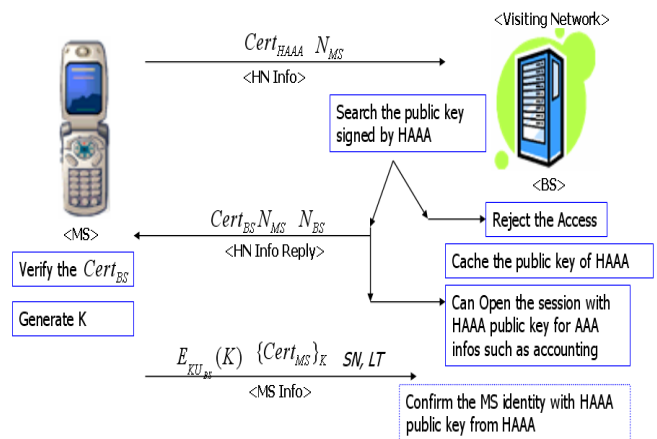 <Visiting Network>
Cert_HAAA N_MS
<HN Info>
Search the public key
signed by HAAA
<BS>
<MS>
Cert_BS N_MS N_BS
<HN Info Reply>
Reject the Access
Verify the Cert_BS
Cache the public key of HAAA
Generate K
Can Open the session with
HAAA public key for AAA
infos such as accounting
E_KU_BS (K) {Cert_MS}_K SN, LT
<MS Info>
Confirm the MS identity with HAAA
public key from HAAA